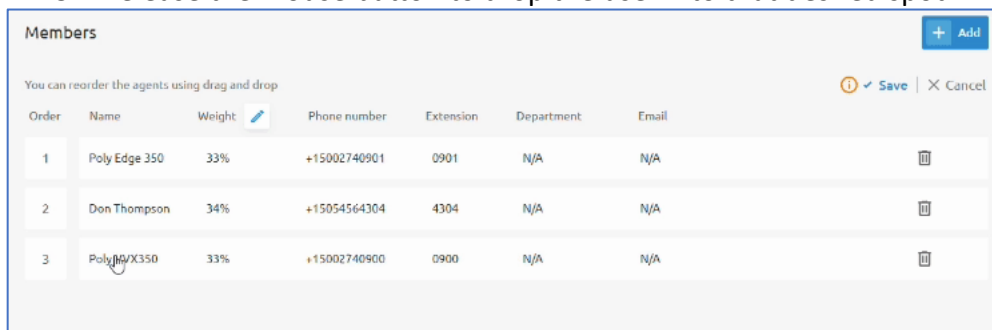 Members
+ Add
You can reorder the agents using drag and drop
Save | Cancel
Order Name Weight Phone number Extension Department Email
1 Poly Edge 350 33% +15002740901 0901 N/A N/A
2 Don Thompson 34% +15054564304 4304 N/A N/A
3 33% +15002740900 0900 N/A N/A